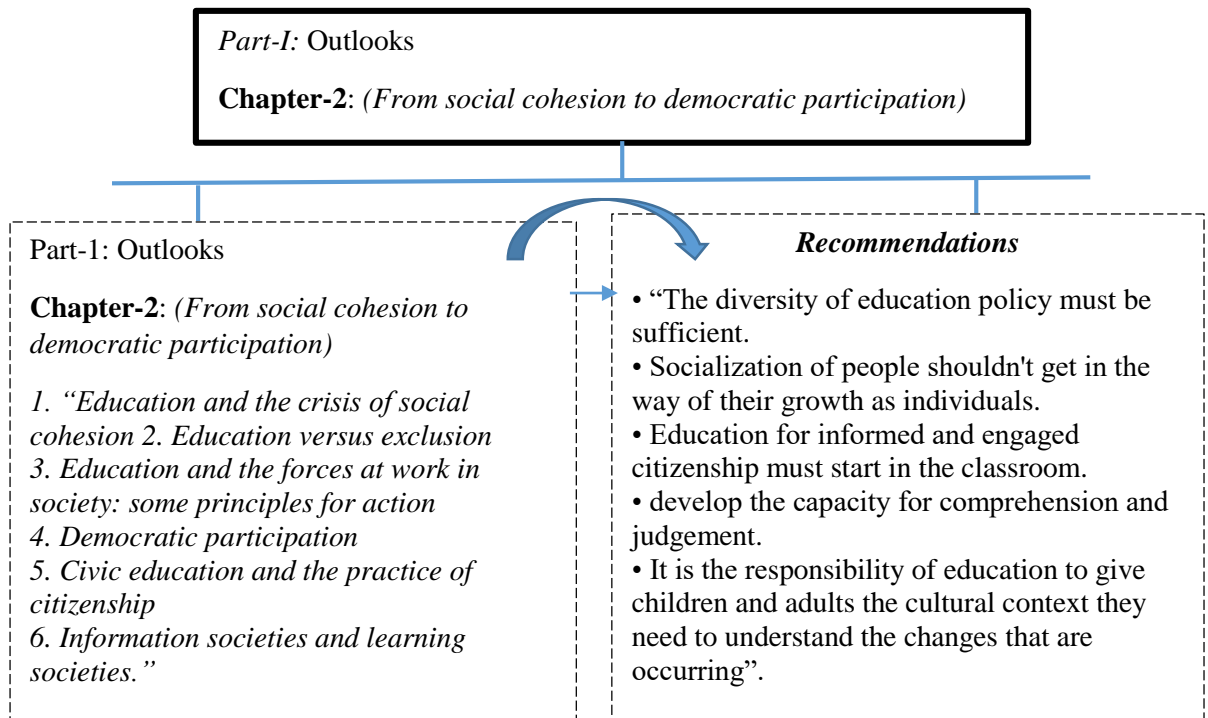 Part-I: Outlooks
Chapter-2: (From social cohesion to democratic participation)
Part-1: Outlooks
Chapter-2: (From social cohesion to
democratic participation)
1. “Education and the crisis of social
cohesion 2. Education versus exclusion
3. Education and the forces at work in
society: some principles for action
4. Democratic participation
5. Civic education and the practice of
citizenship
6. Information societies and learning
societies.”
Recommendations
• “The diversity of education policy must be
sufficient.
• Socialization of people shouldn't get in the
way of their growth as individuals.
• Education for informed and engaged
citizenship must start in the classroom.
• develop the capacity for comprehension and
judgement.
• It is the responsibility of education to give
children and adults the cultural context they
need to understand the changes that are
occurring”.